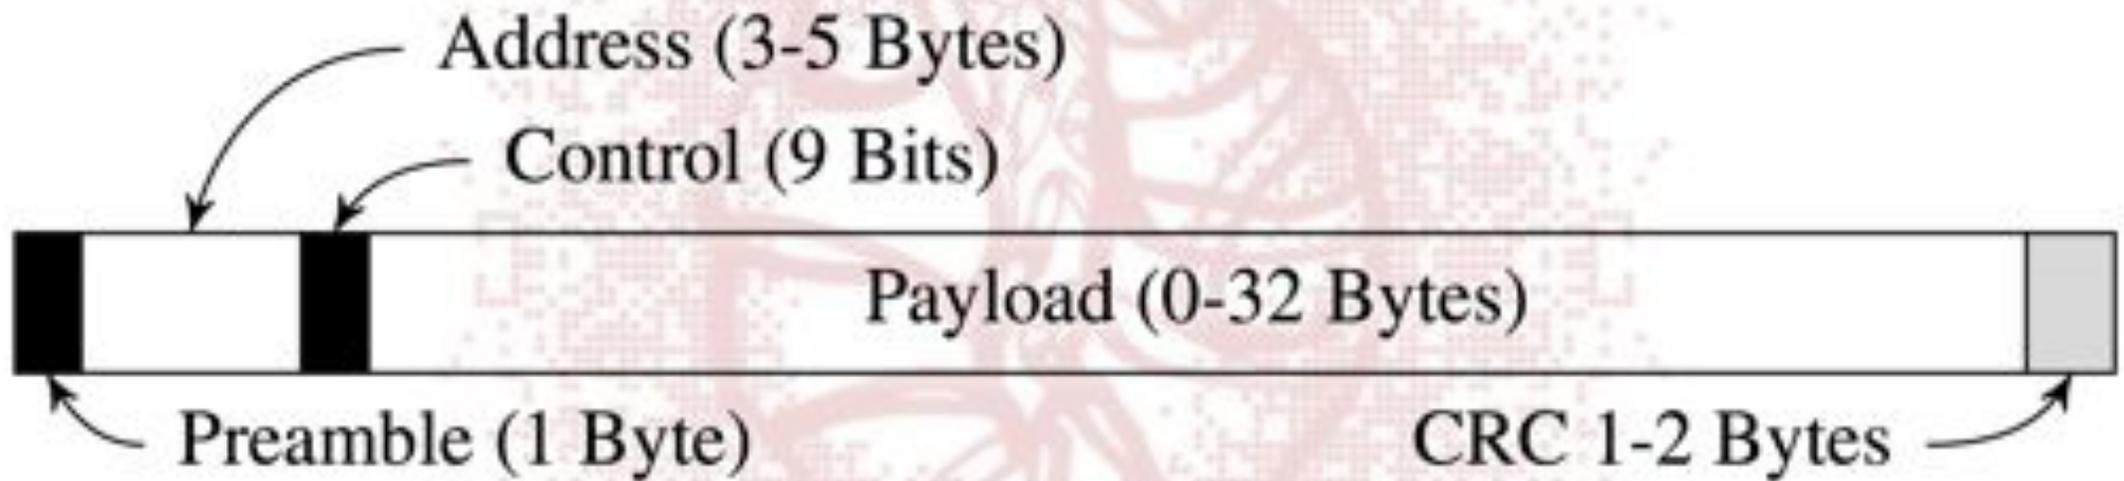 Address (3-5 Bytes)
Control (9 Bits)
Payload (0-32 Bytes)
Preamble (1 Byte)
CRC 1-2 Bytes